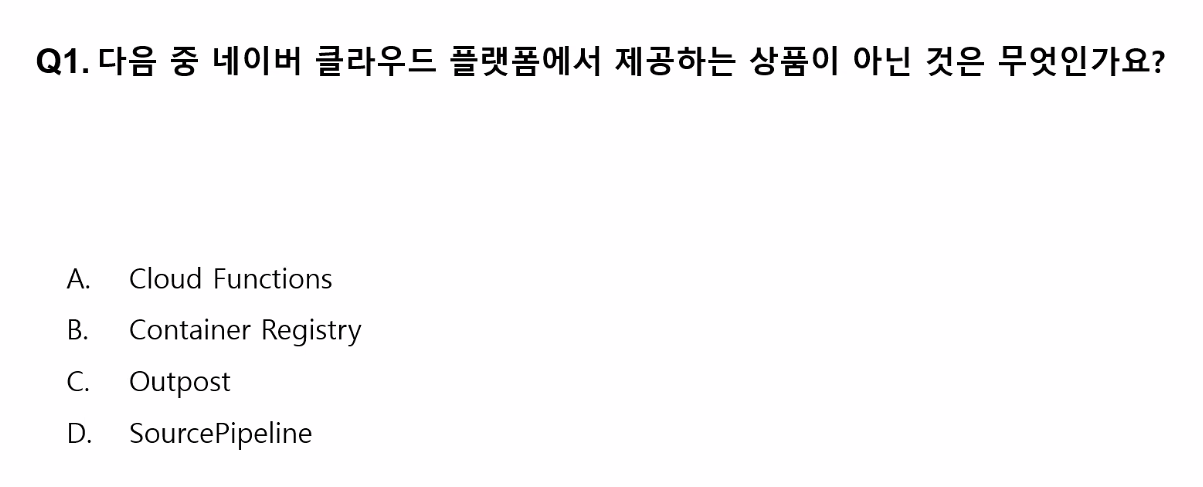 Q1. 다음 중 네이버 클라우드 플랫폼에서 제공하는 상품이 아닌 것은 무엇인가요?
A. Cloud Functions
B. Container Registry
C. Outpost
D. SourcePipeline